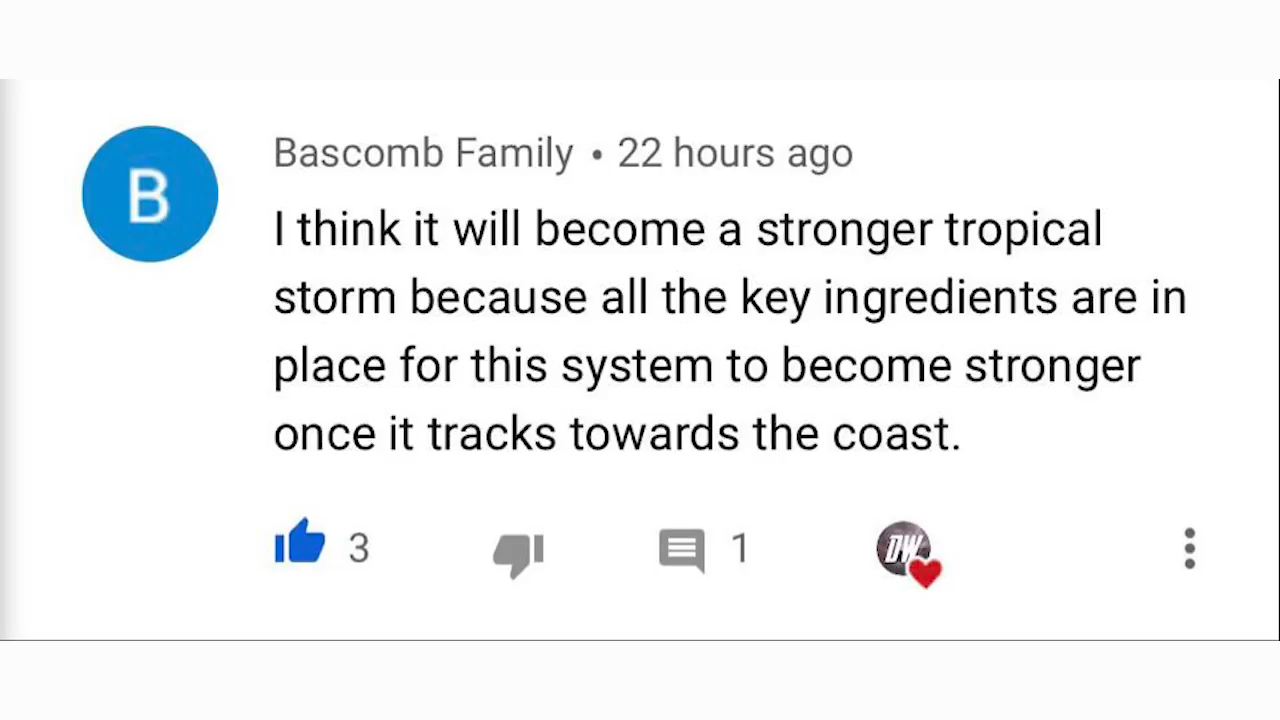 B
Bascomb Family • 22 hours ago
I think it will become a stronger tropical
storm because all the key ingredients are in
place for this system to become stronger
once it tracks towards the coast.
3
1
DW